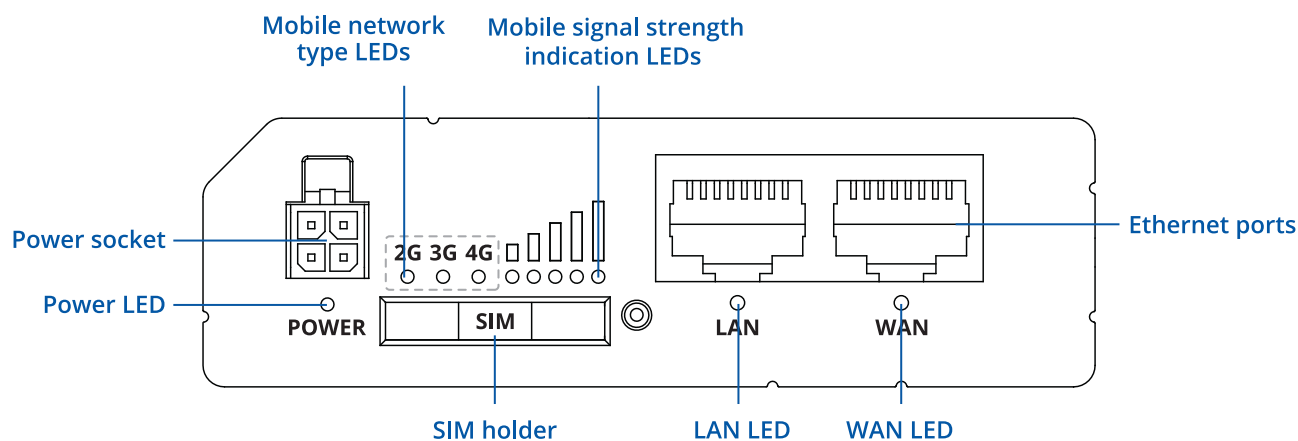 Mobile network
type LEDs
Mobile signal strength
indication LEDs
Power socket
2G 3G 4G
Ethernet ports
Power LED
POWER
SIM
LAN
WAN
SIM holder
LAN LED
WAN LED